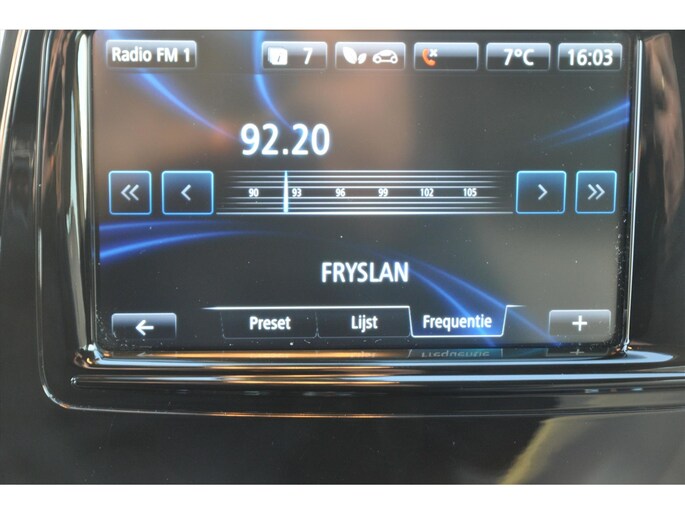 Radio FM 1 7 7°C 16:03
92.20
90 93 96 99 102 105
FRYSLAN
Preset Lijst Frequentie